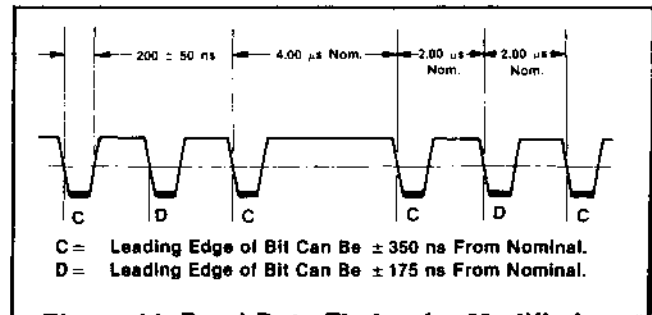 200 ± 50 ns
4.00 µs Nom.
2.00 µs Nom.
2.00 µs Nom.
C
D
C
C
D
C
C = Leading Edge of Bit Can Be ± 350 ns From Nominal.
D = Leading Edge of Bit Can Be ± 175 ns From Nominal.